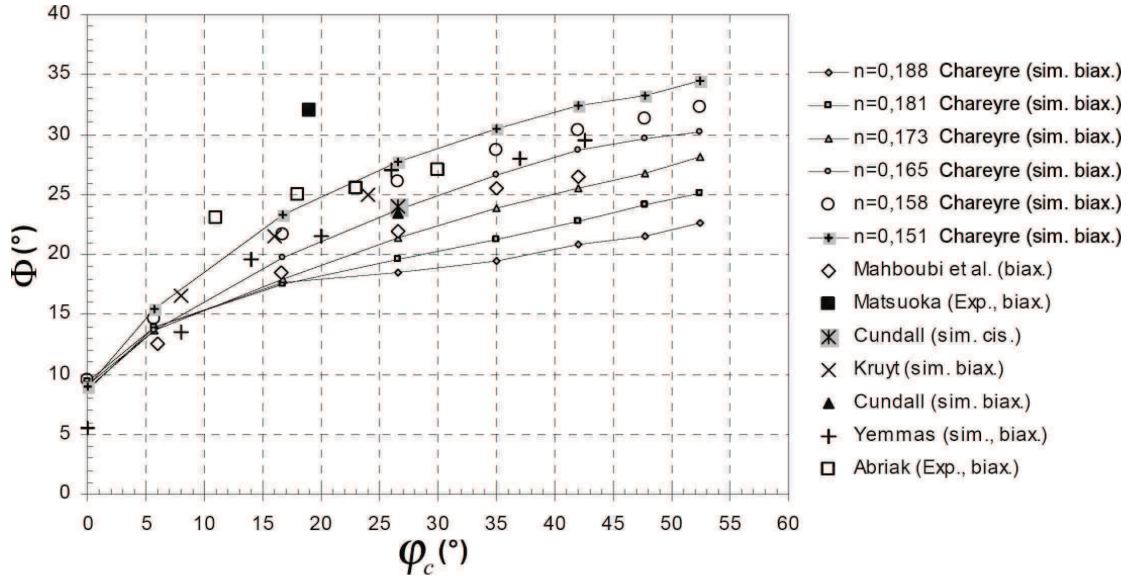 40
35
30
25
20
15
10
5
0
Φ (°)
0 5 10 15 20 25 30 35 40 45 50 55 60
φc (°)
n=0,188 Chareyre (sim. biax.)
n=0,181 Chareyre (sim. biax.)
n=0,173 Chareyre (sim. biax.)
n=0,165 Chareyre (sim. biax.)
n=0,158 Chareyre (sim. biax.)
n=0,151 Chareyre (sim. biax.)
Mahboubi et al. (biax.)
Matsuoka (Exp., biax.)
Cundall (sim. cis.)
Kruyt (sim. biax.)
Cundall (sim. biax.)
Yemmas (sim., biax.)
Abriak (Exp., biax.)